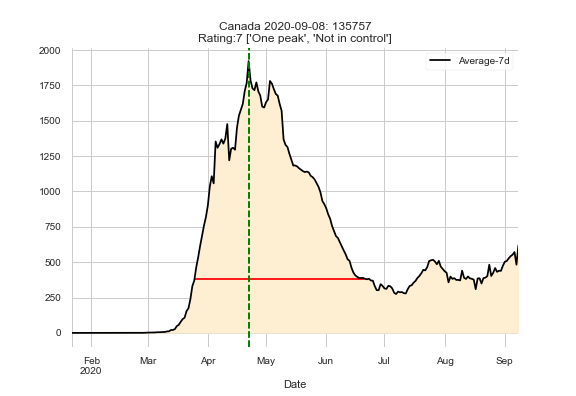 Canada 2020-09-08: 135757
Rating:7 ['One peak', 'Not in control']
Average-7d
2000
1750
1500
1250
1000
750
500
250
0
Feb Mar Apr May Jun Jul Aug Sep
2020
Date